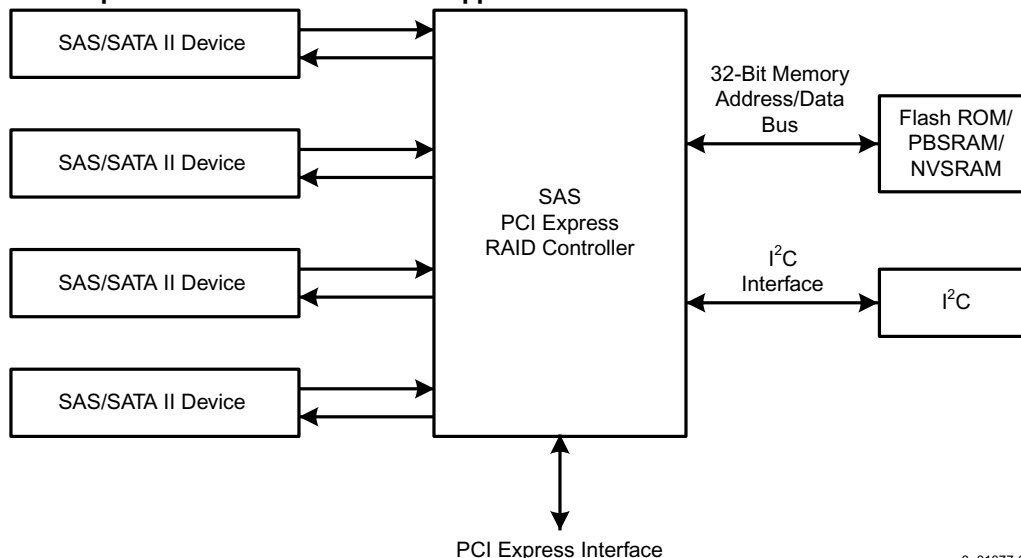 SAS/SATA II Device
SAS/SATA II Device
SAS/SATA II Device
SAS/SATA II Device
SAS
PCI Express
RAID Controller
32-Bit Memory
Address/Data
Bus
Flash ROM/
PBSRAM/
NVSRAM
I²C
Interface
I²C
PCI Express Interface